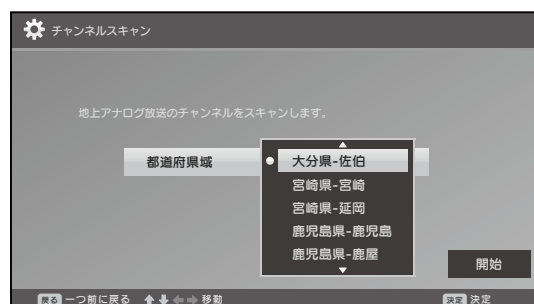 チャンネルスキャン
地上アナログ放送のチャンネルをスキャンします。
都道府県域
大分県-佐伯
宮崎県-宮崎
宮崎県-延岡
鹿児島県-鹿児島
鹿児島県-鹿屋
開始
戻る 一つ前に戻る 移動 決定 決定